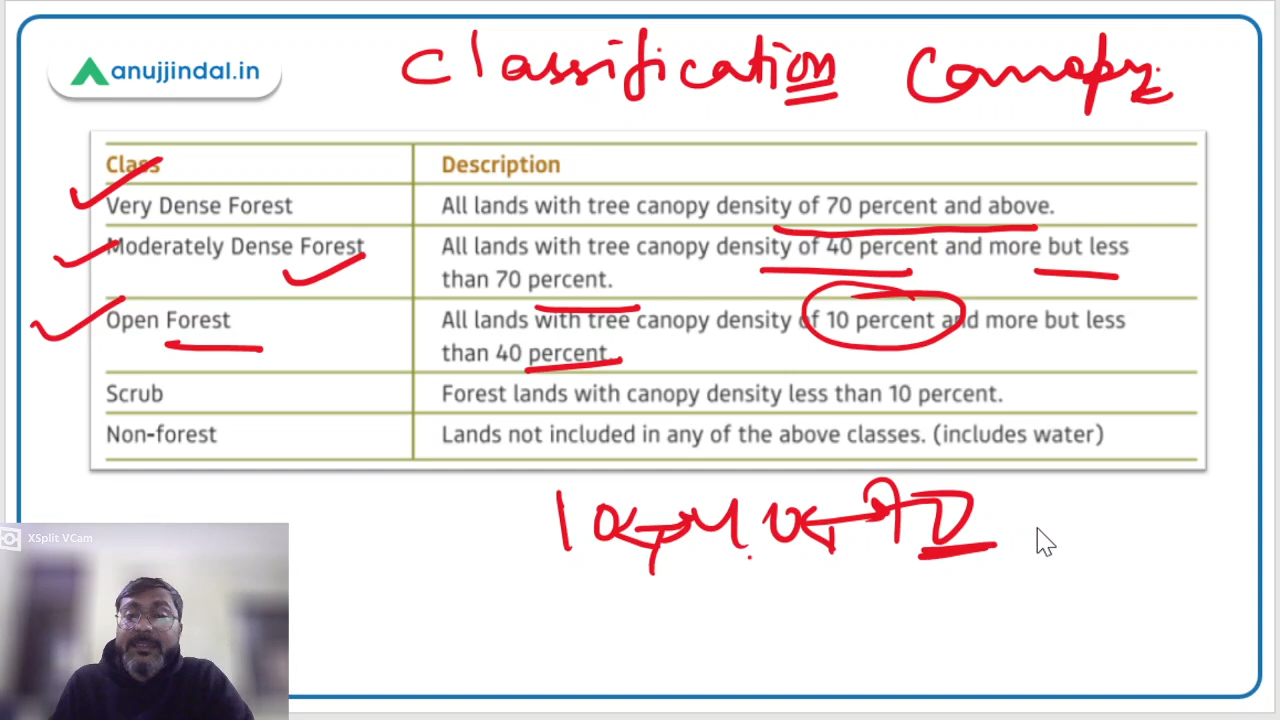 Classification Canopy
anujjindal.in
Class Description
Very Dense Forest All lands with tree canopy density of 70 percent and above.
Moderately Dense Forest All lands with tree canopy density of 40 percent and more but less
than 70 percent.
Open Forest All lands with tree canopy density of 10 percent and more but less
than 40 percent.
Scrub Forest lands with canopy density less than 10 percent.
Non-forest Lands not included in any of the above classes. (includes water)
10 40 70
XSplit VCam